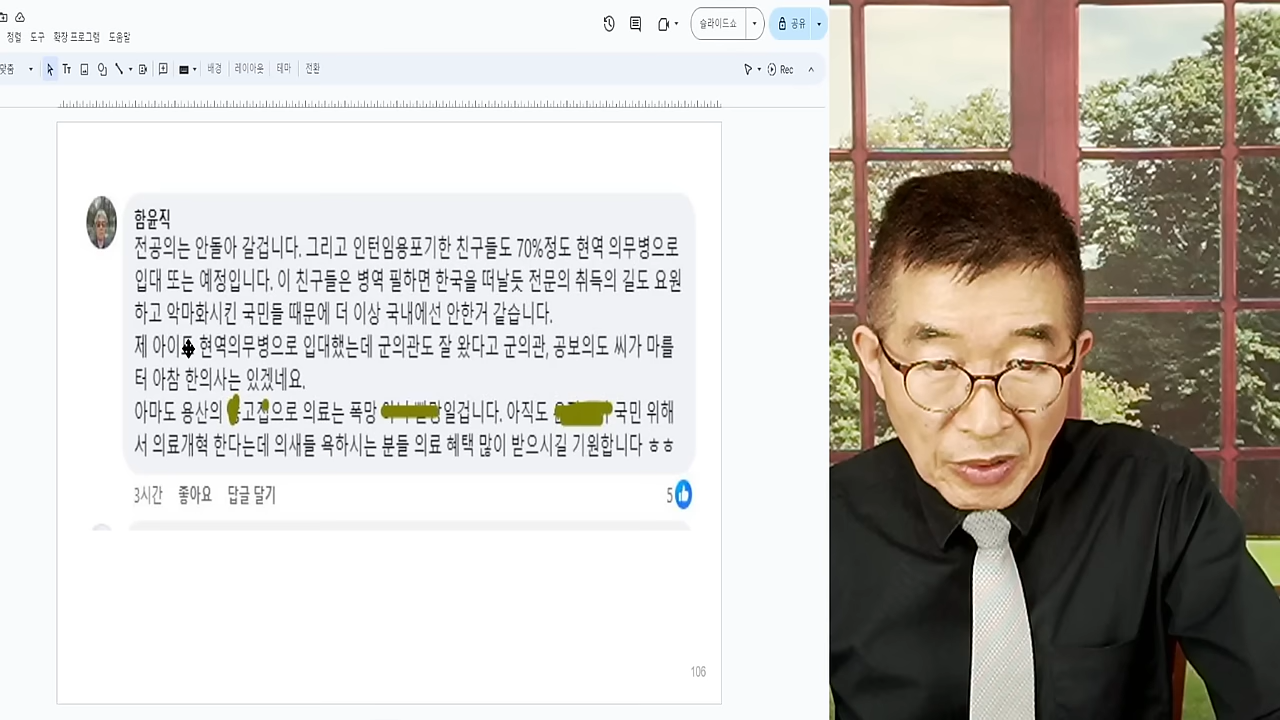 정렬 도구 확장 프로그램 도움말
슬라이드쇼
공유
맞춤
배경 레이아웃 테마 전환
Rec
함윤직
전공의는 안돌아 갈겁니다. 그리고 인턴임용포기한 친구들도 70%정도 현역 의무병으로
입대 또는 예정입니다. 이 친구들은 병역 필하면 한국을 떠날듯 전문의 취득의 길도 요원
하고 악마화시킨 국민들 때문에 더 이상 국내에선 안한거 같습니다.
제 아이 현역의무병으로 입대했는데 군의관도 잘 왔다고 군의관, 공보의도 씨가 마를
터 아참 한의사는 있겠네요.
아마도 용산의 고집으로 의료는 폭망 일겁니다. 아직도 국민 위해
서 의료개혁 한다는데 의새들 욕하시는 분들 의료 혜택 많이 받으시길 기원합니다 ㅎㅎ
3시간 좋아요 답글 달기
5
106